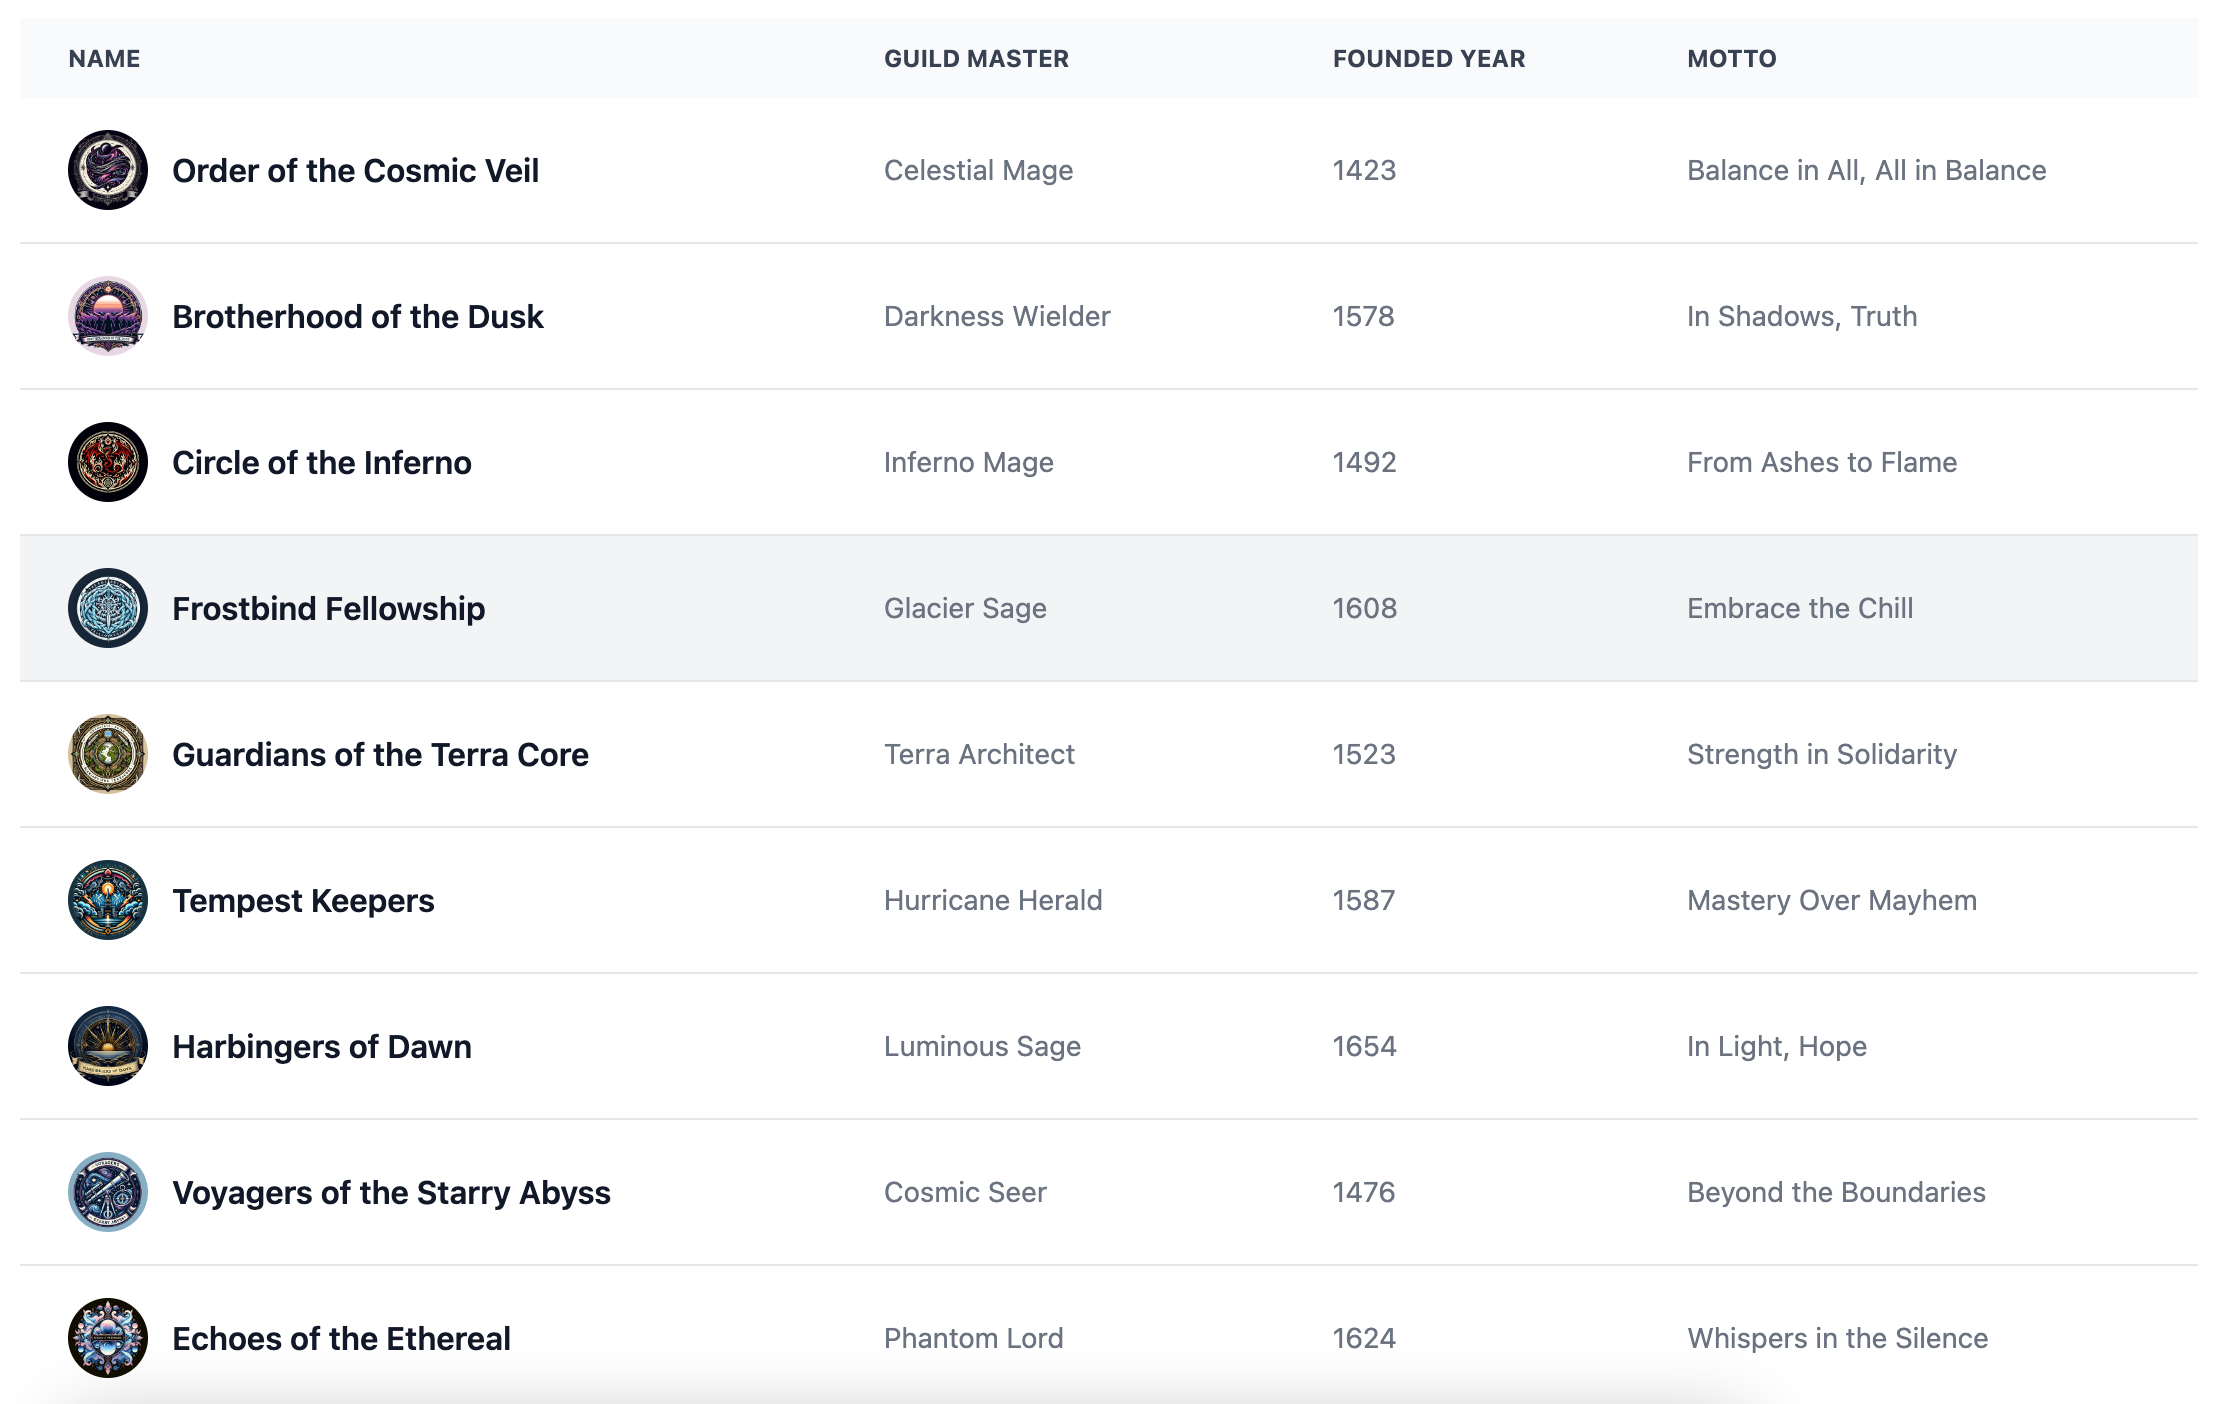 NAME GUILD MASTER FOUNDED YEAR MOTTO
Order of the Cosmic Veil Celestial Mage 1423 Balance in All, All in Balance
Brotherhood of the Dusk Darkness Wielder 1578 In Shadows, Truth
Circle of the Inferno Inferno Mage 1492 From Ashes to Flame
Frostbind Fellowship Glacier Sage 1608 Embrace the Chill
Guardians of the Terra Core Terra Architect 1523 Strength in Solidarity
Tempest Keepers Hurricane Herald 1587 Mastery Over Mayhem
Harbingers of Dawn Luminous Sage 1654 In Light, Hope
Voyagers of the Starry Abyss Cosmic Seer 1476 Beyond the Boundaries
Echoes of the Ethereal Phantom Lord 1624 Whispers in the Silence